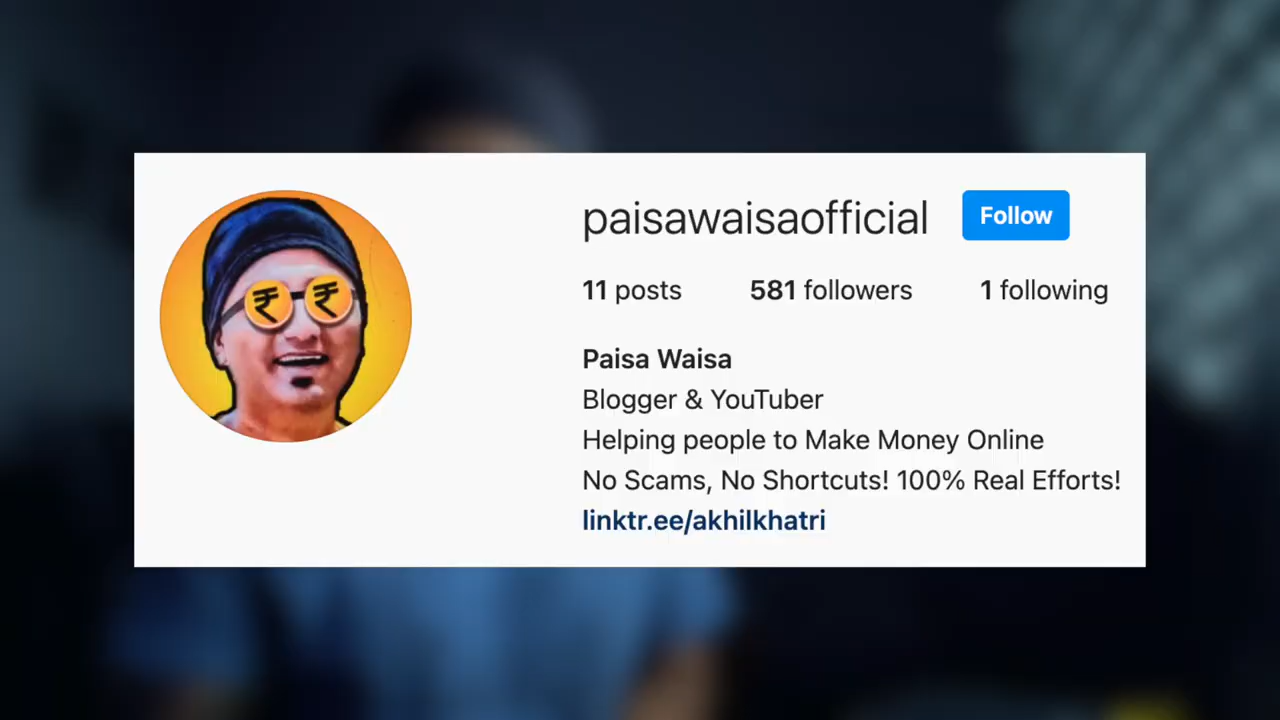 paisawaisaofficial Follow
11 posts 581 followers 1 following
Paisa Waisa
Blogger & YouTuber
Helping people to Make Money Online
No Scams, No Shortcuts! 100% Real Efforts!
linktr.ee/akhilkhatri
₹ ₹